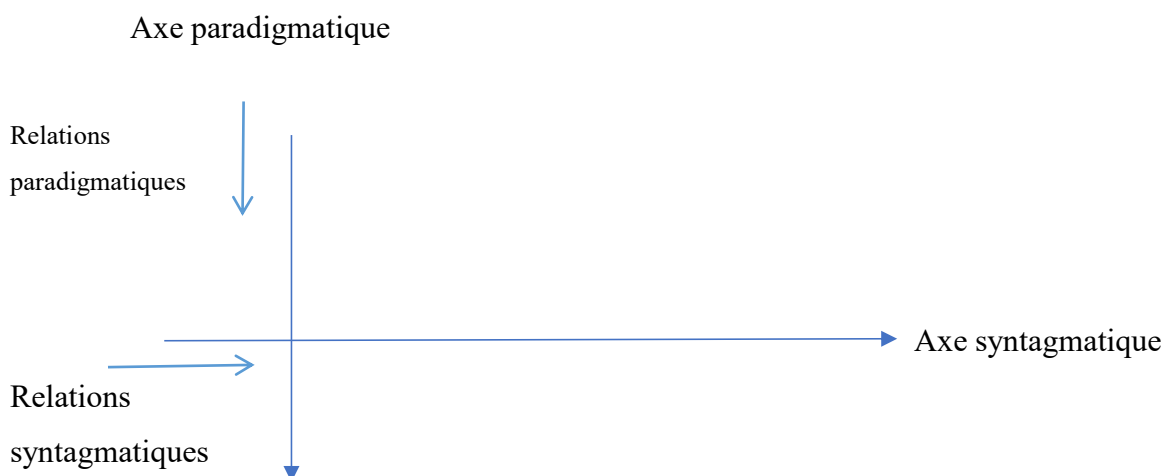 Axe paradigmatique
Relations
paradigmatiques
Axe syntagmatique
Relations
syntagmatiques